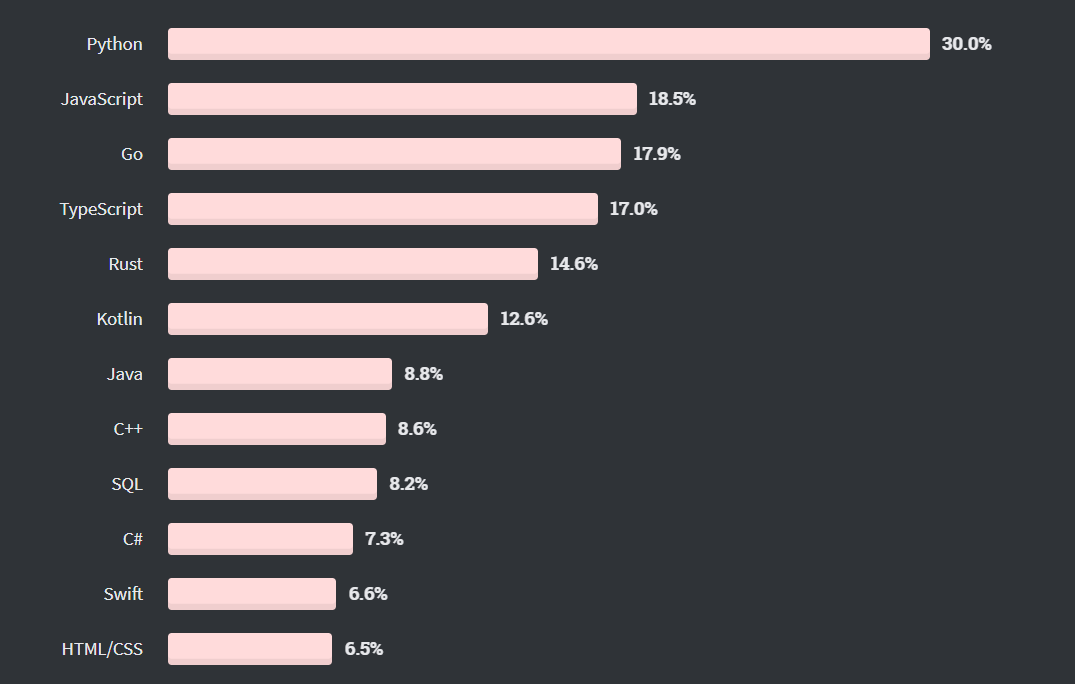 Python 30.0%
JavaScript 18.5%
Go 17.9%
TypeScript 17.0%
Rust 14.6%
Kotlin 12.6%
Java 8.8%
C++ 8.6%
SQL 8.2%
C# 7.3%
Swift 6.6%
HTML/CSS 6.5%